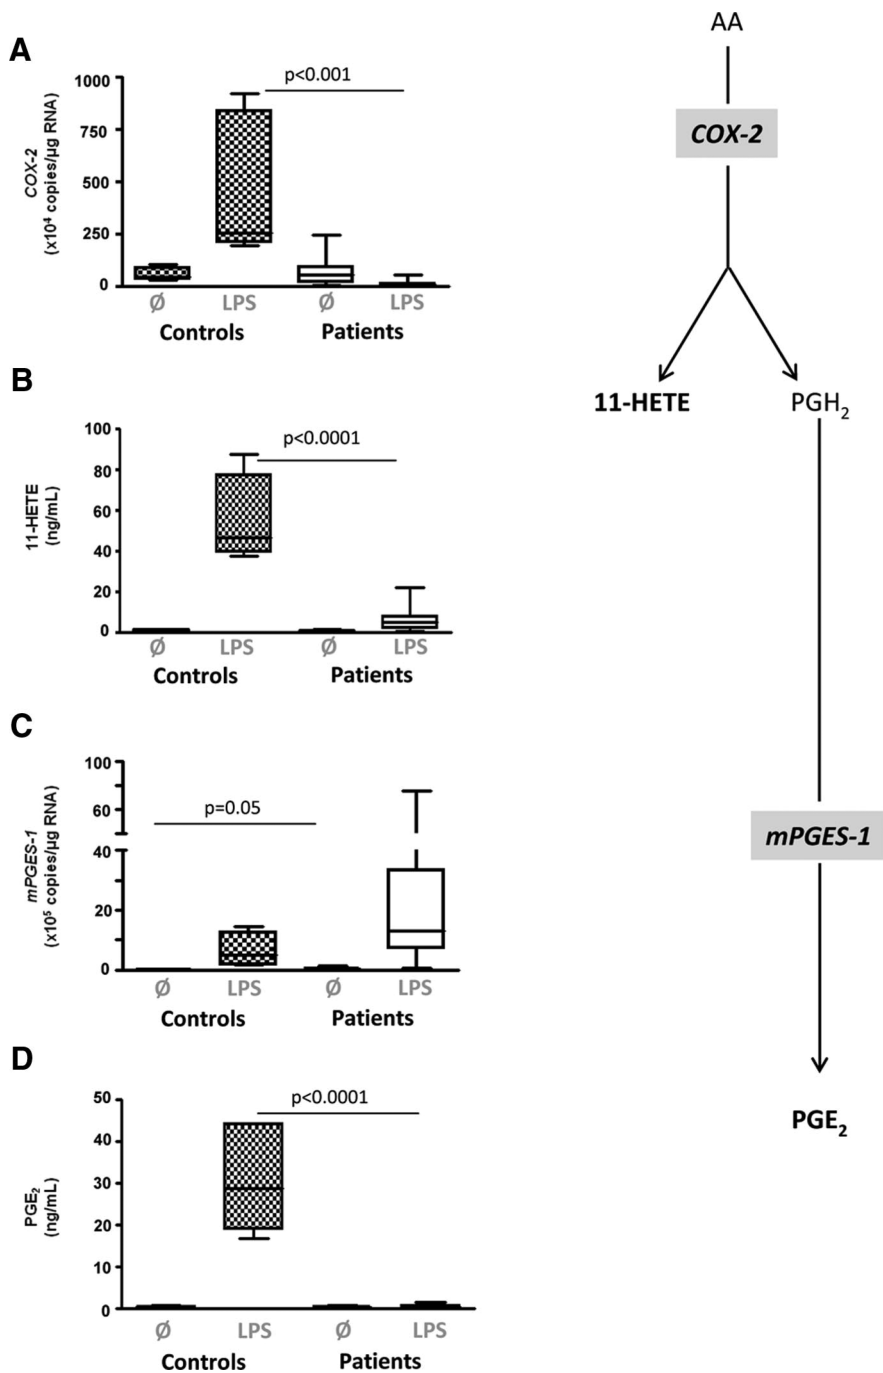 A
COX-2
(x10⁴ copies/µg RNA)
1000
750
500
250
0
p<0.001
Ø LPS Ø LPS
Controls Patients
B
11-HETE
(ng/mL)
100
80
60
40
20
0
p<0.0001
Ø LPS Ø LPS
Controls Patients
C
mPGES-1
(x10⁵ copies/µg RNA)
100
60
40
20
0
p=0.05
Ø LPS Ø LPS
Controls Patients
D
PGE₂
(ng/mL)
50
40
30
20
10
0
p<0.0001
Ø LPS Ø LPS
Controls Patients
AA
COX-2
11-HETE PGH₂
mPGES-1
PGE₂